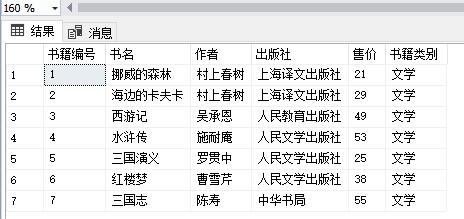 160 %
结果 消息
书籍编号 书名 作者 出版社 售价 书籍类别
1 1 挪威的森林 村上春树 上海译文出版社 21 文学
2 2 海边的卡夫卡 村上春树 上海译文出版社 29 文学
3 3 西游记 吴承恩 人民教育出版社 49 文学
4 4 水浒传 施耐庵 人民文学出版社 53 文学
5 5 三国演义 罗贯中 人民文学出版社 25 文学
6 6 红楼梦 曹雪芹 人民文学出版社 38 文学
7 7 三国志 陈寿 中华书局 55 文学